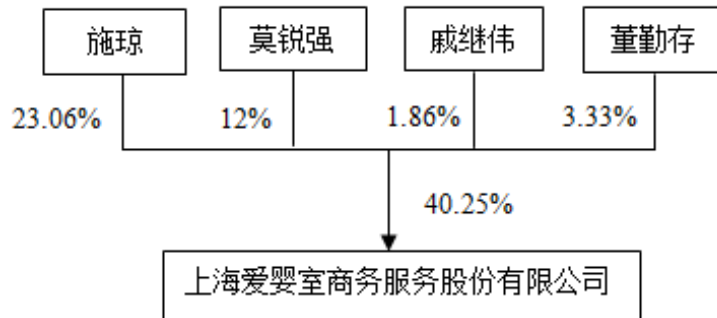 施琼 莫锐强 戚继伟 董勤存
23.06% 12% 1.86% 3.33%
40.25%
上海爱婴室商务服务股份有限公司